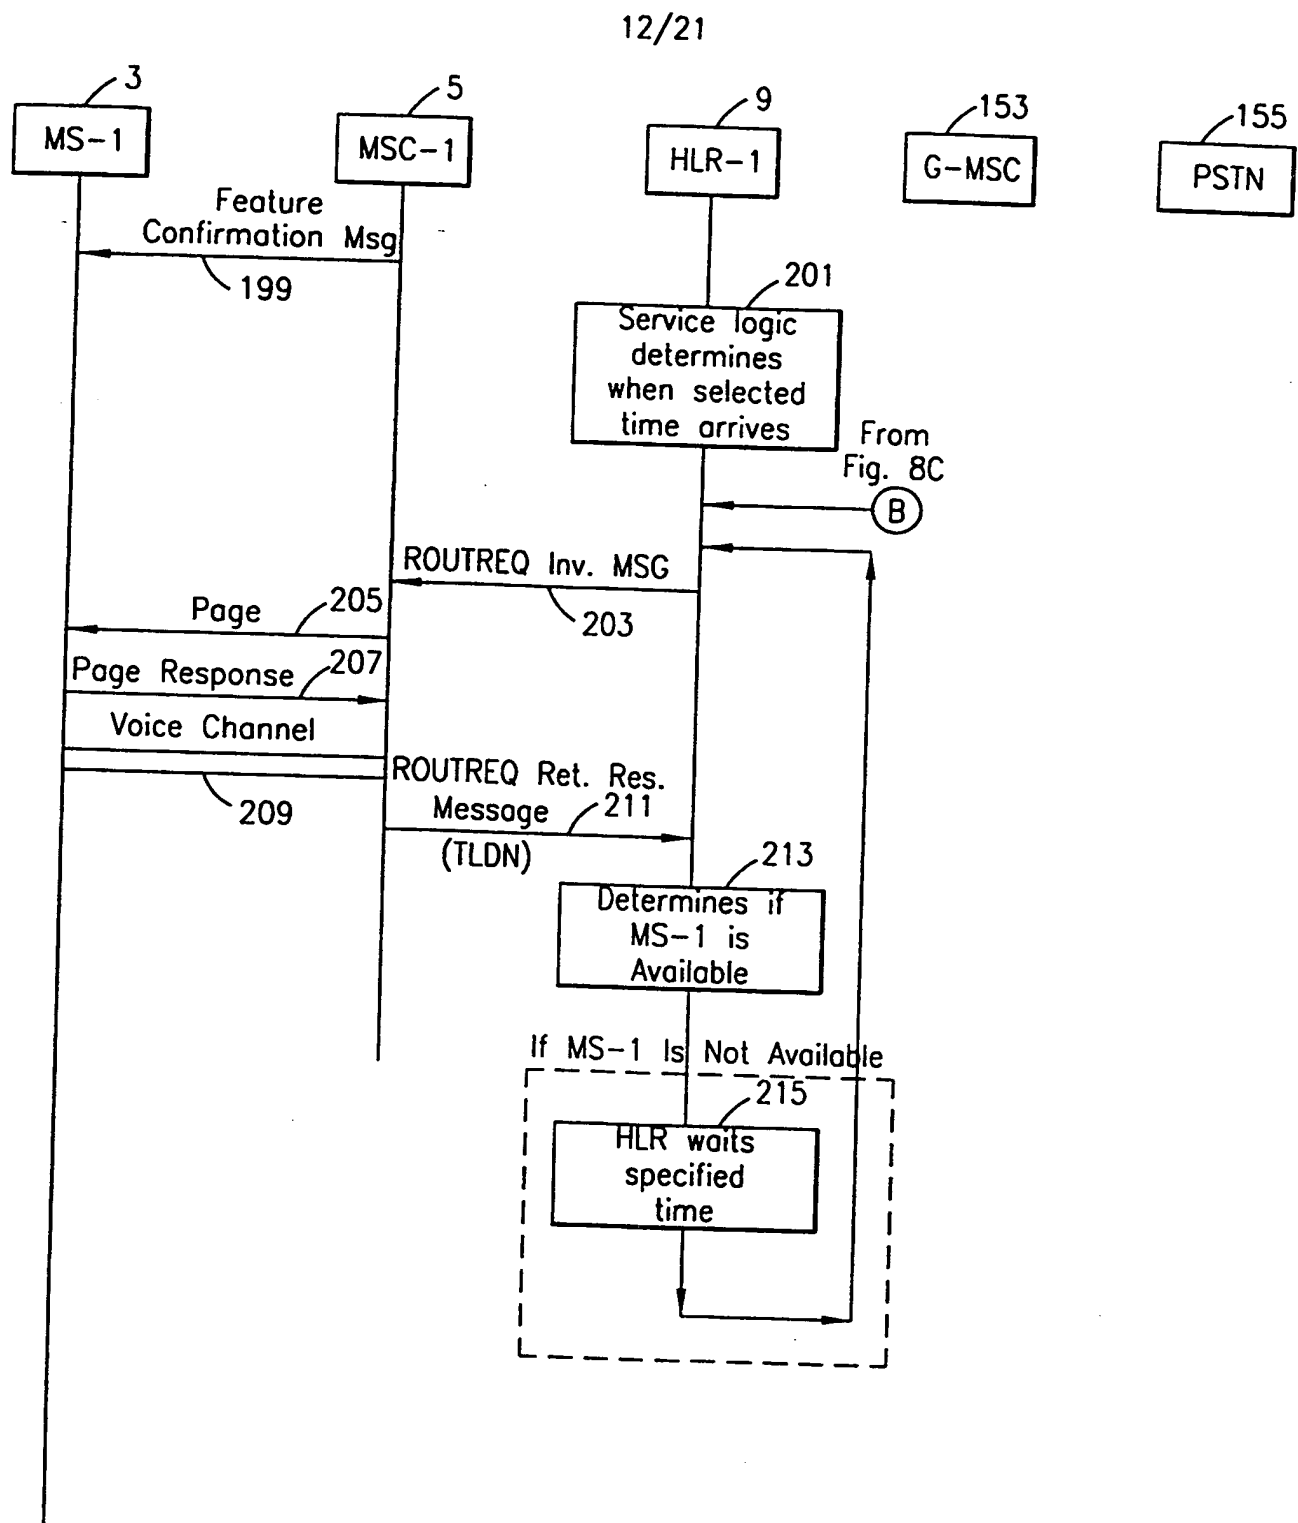 12/21
3
5
9
153
155
MS-1
MSC-1
HLR-1
G-MSC
PSTN
Feature
Confirmation Msg
199
201
Service logic
determines
when selected
time arrives
From
Fig. 8C
B
ROUTREQ Inv. MSG
203
Page
205
Page Response
207
Voice Channel
209
ROUTREQ Ret. Res.
Message
211
(TLDN)
213
Determines if
MS-1 is
Available
If MS-1 Is Not Available
215
HLR waits
specified
time